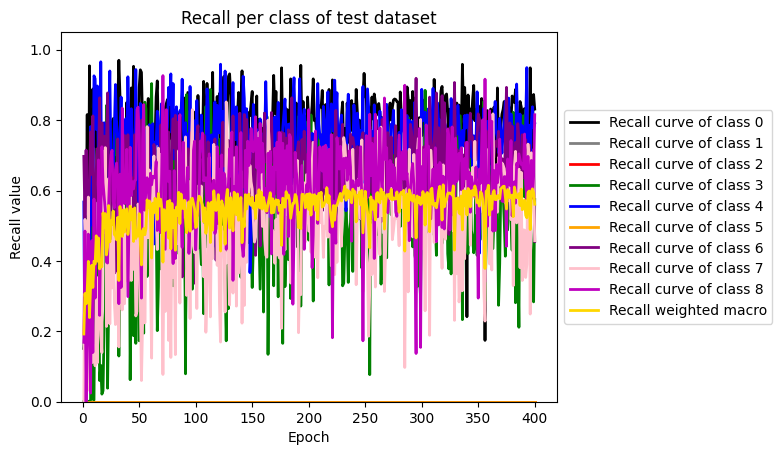 Recall per class of test dataset
1.0
0.8
0.6
0.4
0.2
0.0
Recall value
0 50 100 150 200 250 300 350 400
Epoch
Recall curve of class 0
Recall curve of class 1
Recall curve of class 2
Recall curve of class 3
Recall curve of class 4
Recall curve of class 5
Recall curve of class 6
Recall curve of class 7
Recall curve of class 8
Recall weighted macro